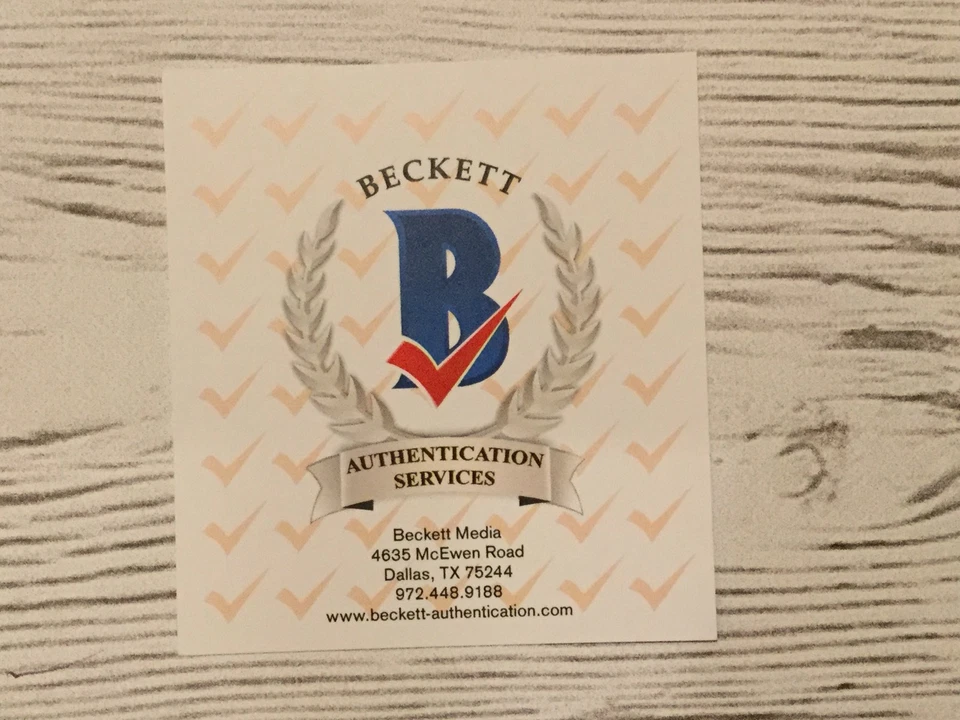 BECKETT
B
AUTHENTICATION
SERVICES
Beckett Media
4635 McEwen Road
Dallas, TX 75244
972.448.9188
www.beckett-authentication.com